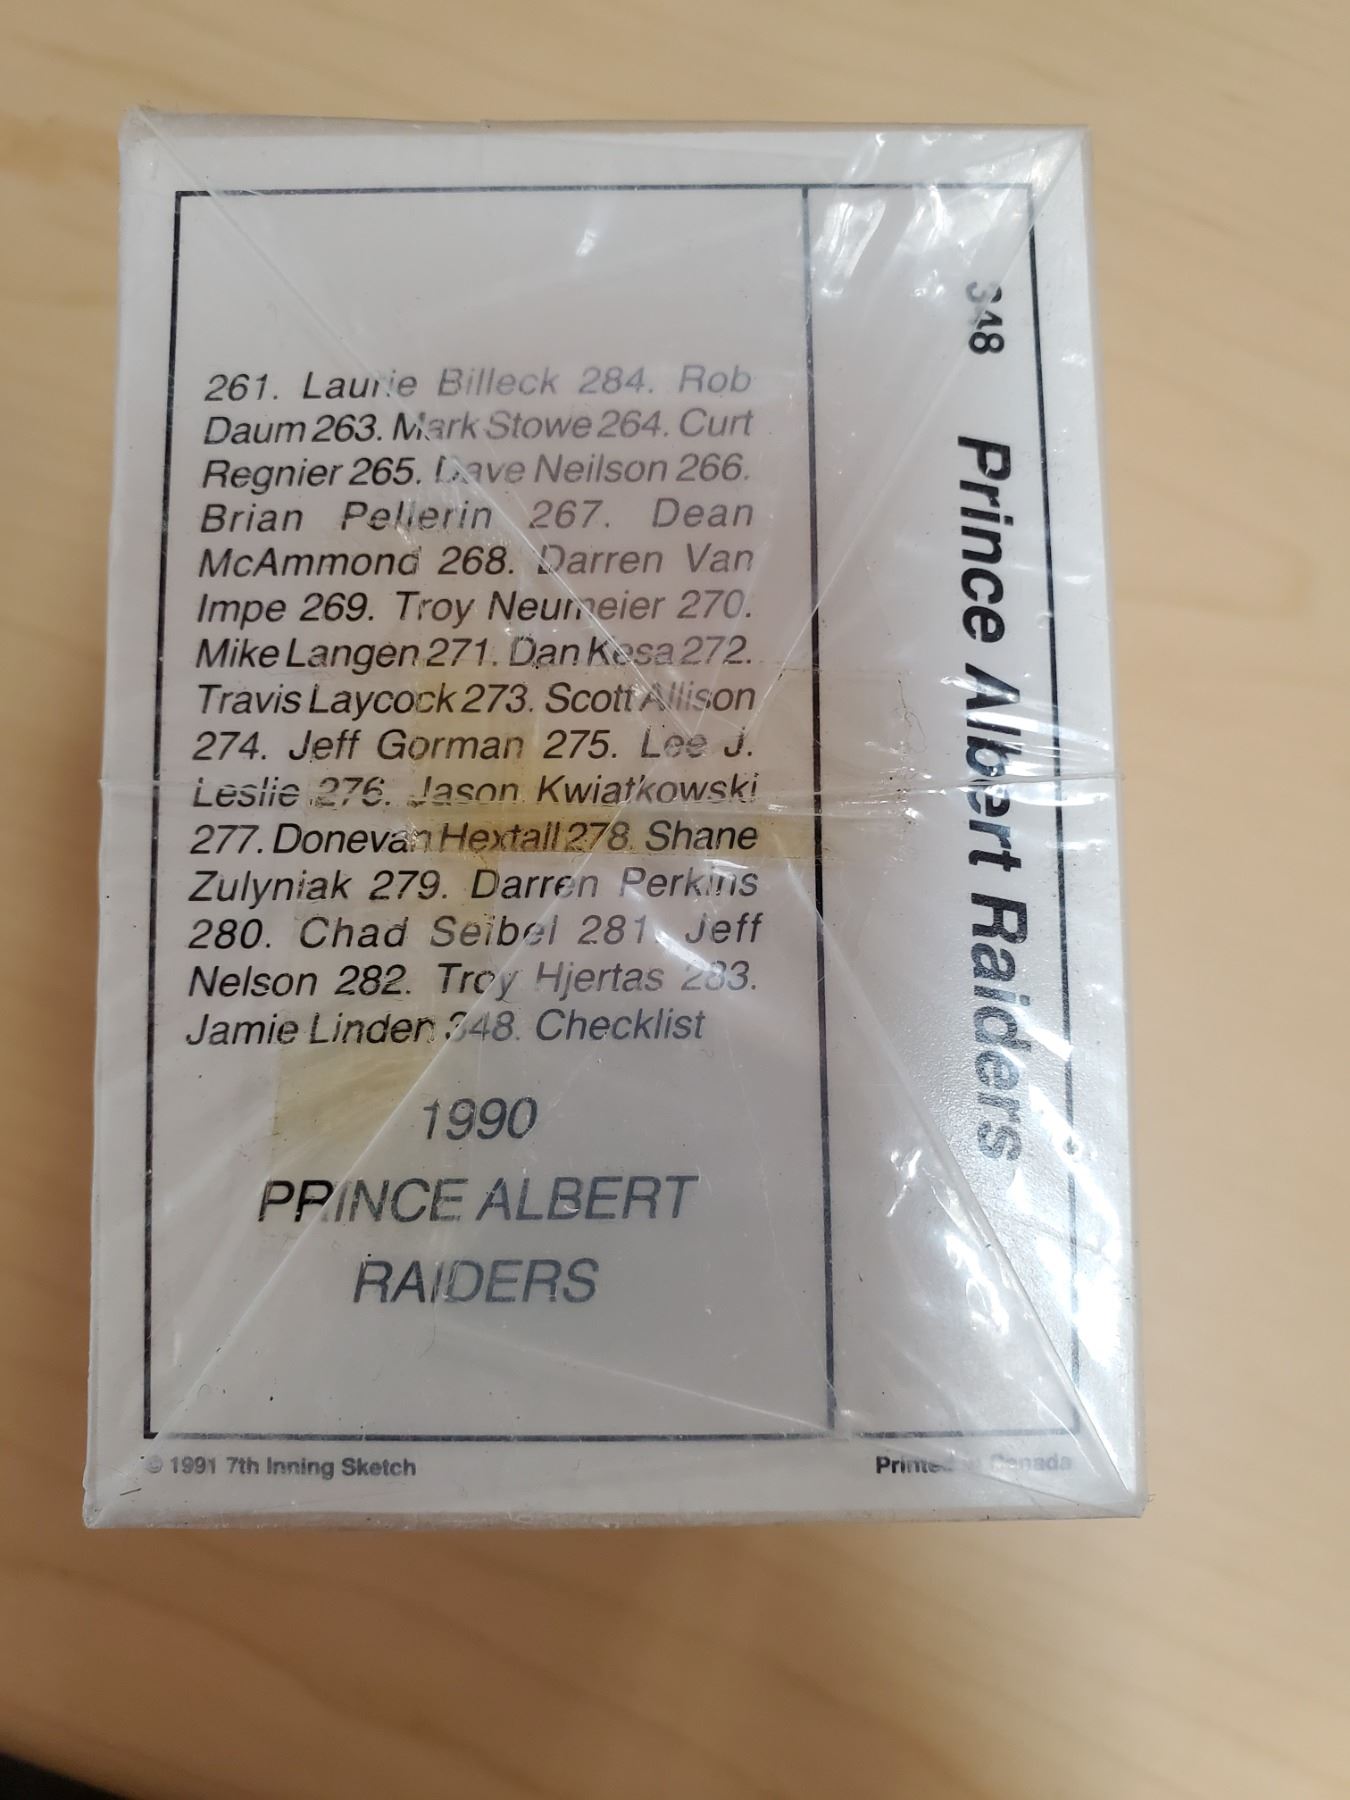 261. Laurie Billeck 284. Rob
Daum 263. Mark Stowe 264. Curt
Regnier 265. Dave Neilson 266.
Brian Pellerin 267. Dean
McAmmond 268. Darren Van
Impe 269. Troy Neumeier 270.
Mike Langen 271. Dan Kesa 272.
Travis Laycock 273. Scott Allison
274. Jeff Gorman 275. Lee J.
Leslie 276. Jason Kwiatkowski
277. Donevan Hextall 278. Shane
Zulyniak 279. Darren Perkins
280. Chad Seibel 281. Jeff
Nelson 282. Troy Hjertas 283.
Jamie Linden 348. Checklist
1990
PRINCE ALBERT
RAIDERS
348 Prince Albert Raiders
© 1991 7th Inning Sketch
Printed in Canada